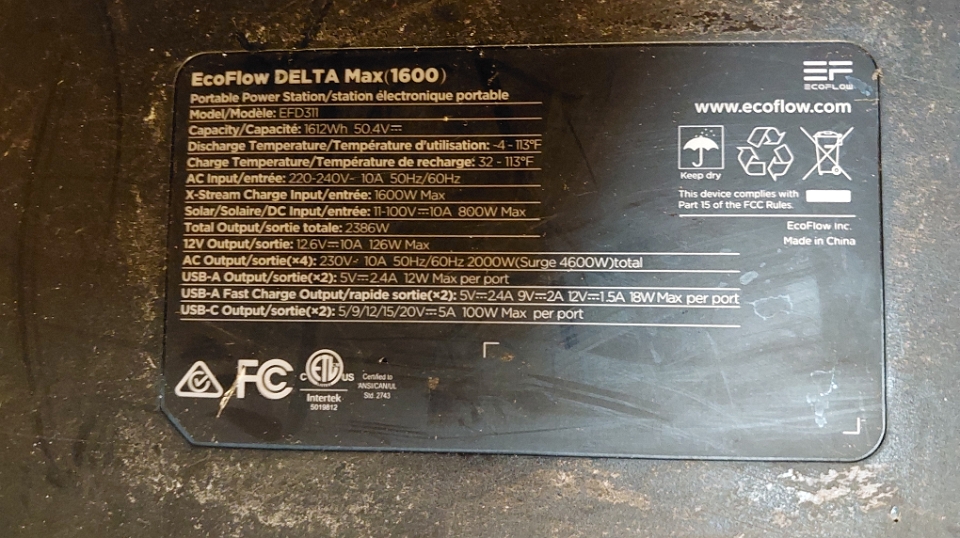 EcoFlow DELTA Max(1600)
Portable Power Station/station électronique portable
Model/Modèle: EFD311
Capacity/Capacité: 1612Wh 50.4V⎓
Discharge Temperature/Température d'utilisation: -4 - 113°F
Charge Temperature/Température de recharge: 32 - 113°F
AC Input/entrée: 220-240V~ 10A 50Hz/60Hz
X-Stream Charge Input/entrée: 1600W Max
Solar/Solaire/DC Input/entrée: 11-100V⎓10A 800W Max
Total Output/sortie totale: 2386W
12V Output/sortie: 12.6V⎓10A 126W Max
AC Output/sortie(×4): 230V~ 10A 50Hz/60Hz 2000W(Surge 4600W)total
USB-A Output/sortie(×2): 5V⎓2.4A 12W Max per port
USB-A Fast Charge Output/rapide sortie(×2): 5V⎓2.4A 9V⎓2A 12V⎓1.5A 18W Max per port
USB-C Output/sortie(×2): 5/9/12/15/20V⎓5A 100W Max per port
EF
ECOFLOW
www.ecoflow.com
Keep dry
This device complies with
Part 15 of the FCC Rules.
EcoFlow Inc.
Made in China
FC
C ETL US
Intertek
5019812
Certified to
ANSI/CAN/UL
Std. 2743